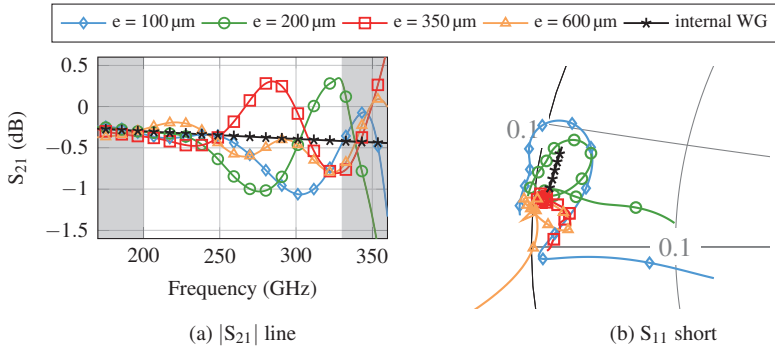 e = 100 μm e = 200 μm e = 350 μm e = 600 μm internal WG
0.5
0
−0.5
−1
−1.5
S21 (dB)
200 250 300 350
Frequency (GHz)
(a) |S21| line
0.1
0.1
(b) S11 short